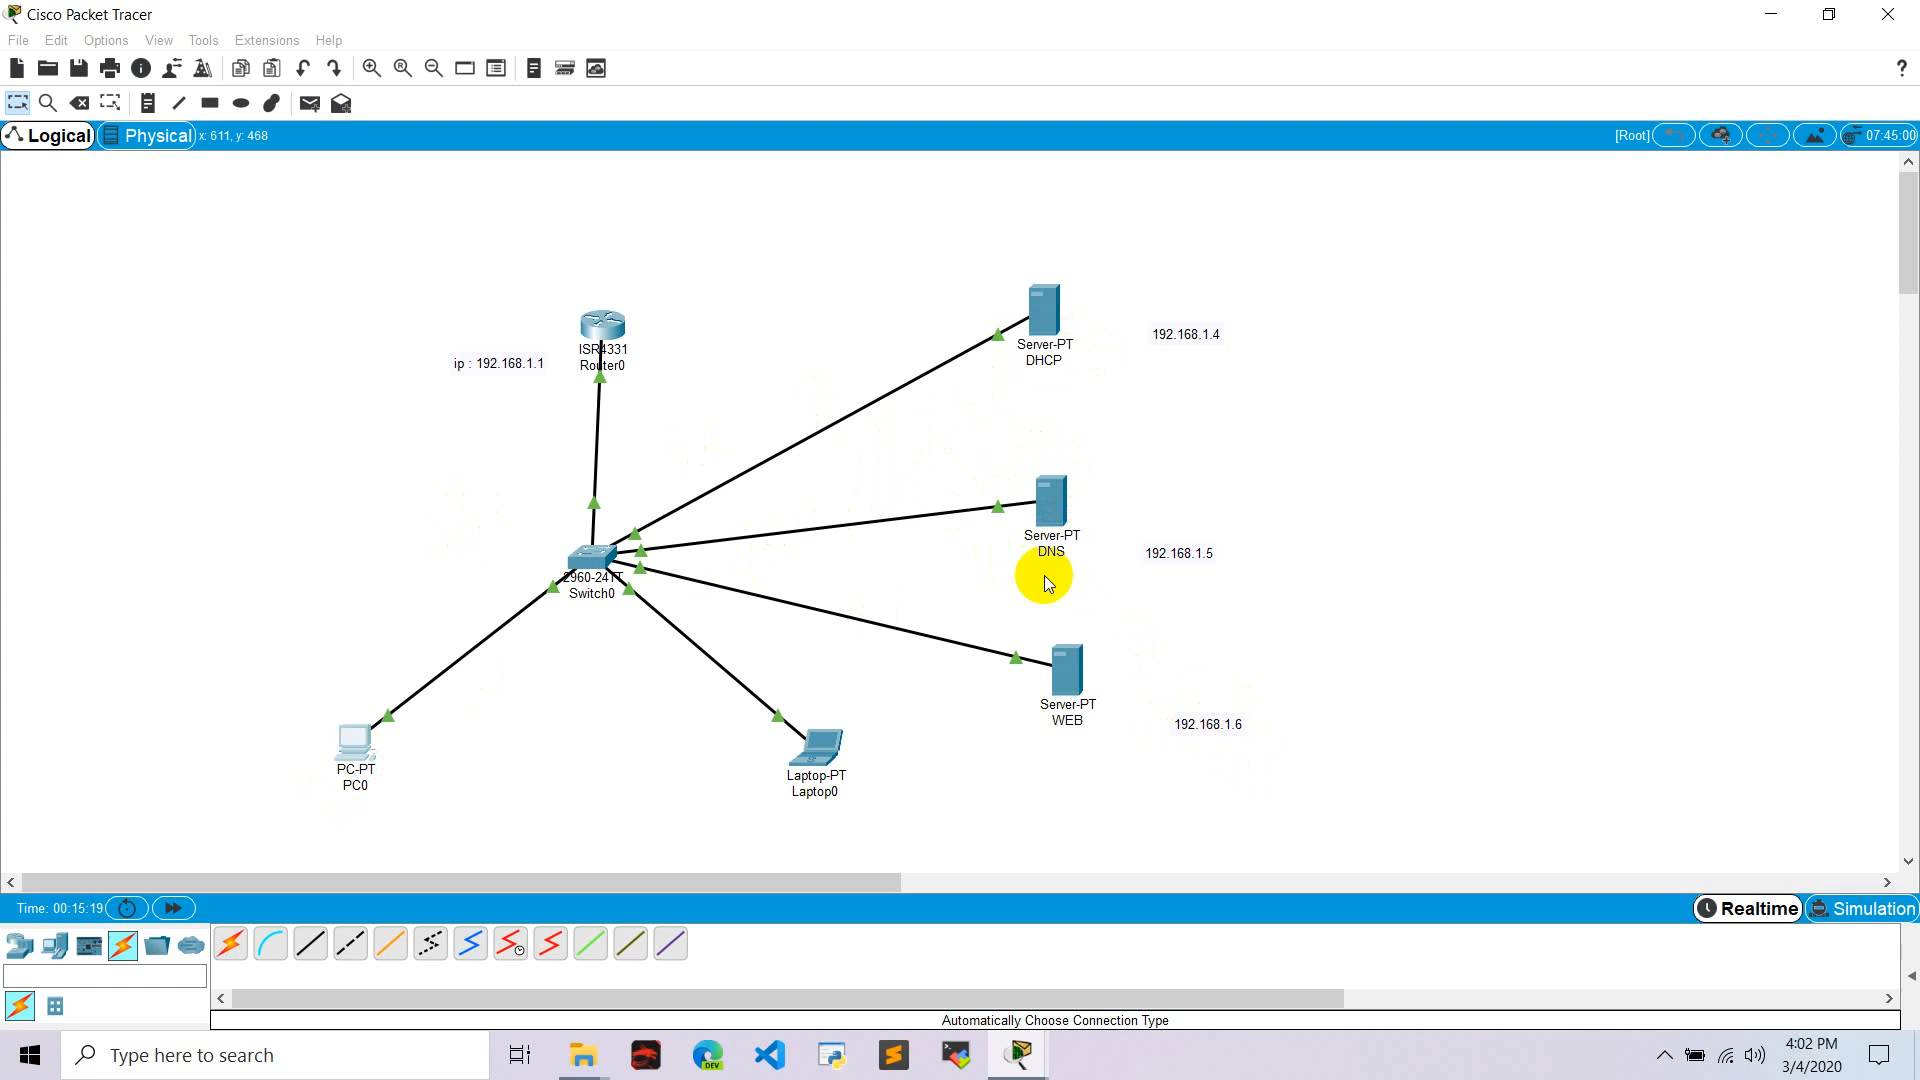 Cisco Packet Tracer
File Edit Options View Tools Extensions Help
?
Logical Physical x: 611, y: 468 [Root] 07:45:00
Server-PT
DHCP
192.168.1.4
ISR4331
Router0
ip : 192.168.1.1
Server-PT
DNS
192.168.1.5
2960-24TT
Switch0
Server-PT
WEB
192.168.1.6
PC-PT
PC0
Laptop-PT
Laptop0
Time: 00:15:19 Realtime Simulation
Automatically Choose Connection Type
Type here to search
DEV
4:02 PM
3/4/2020